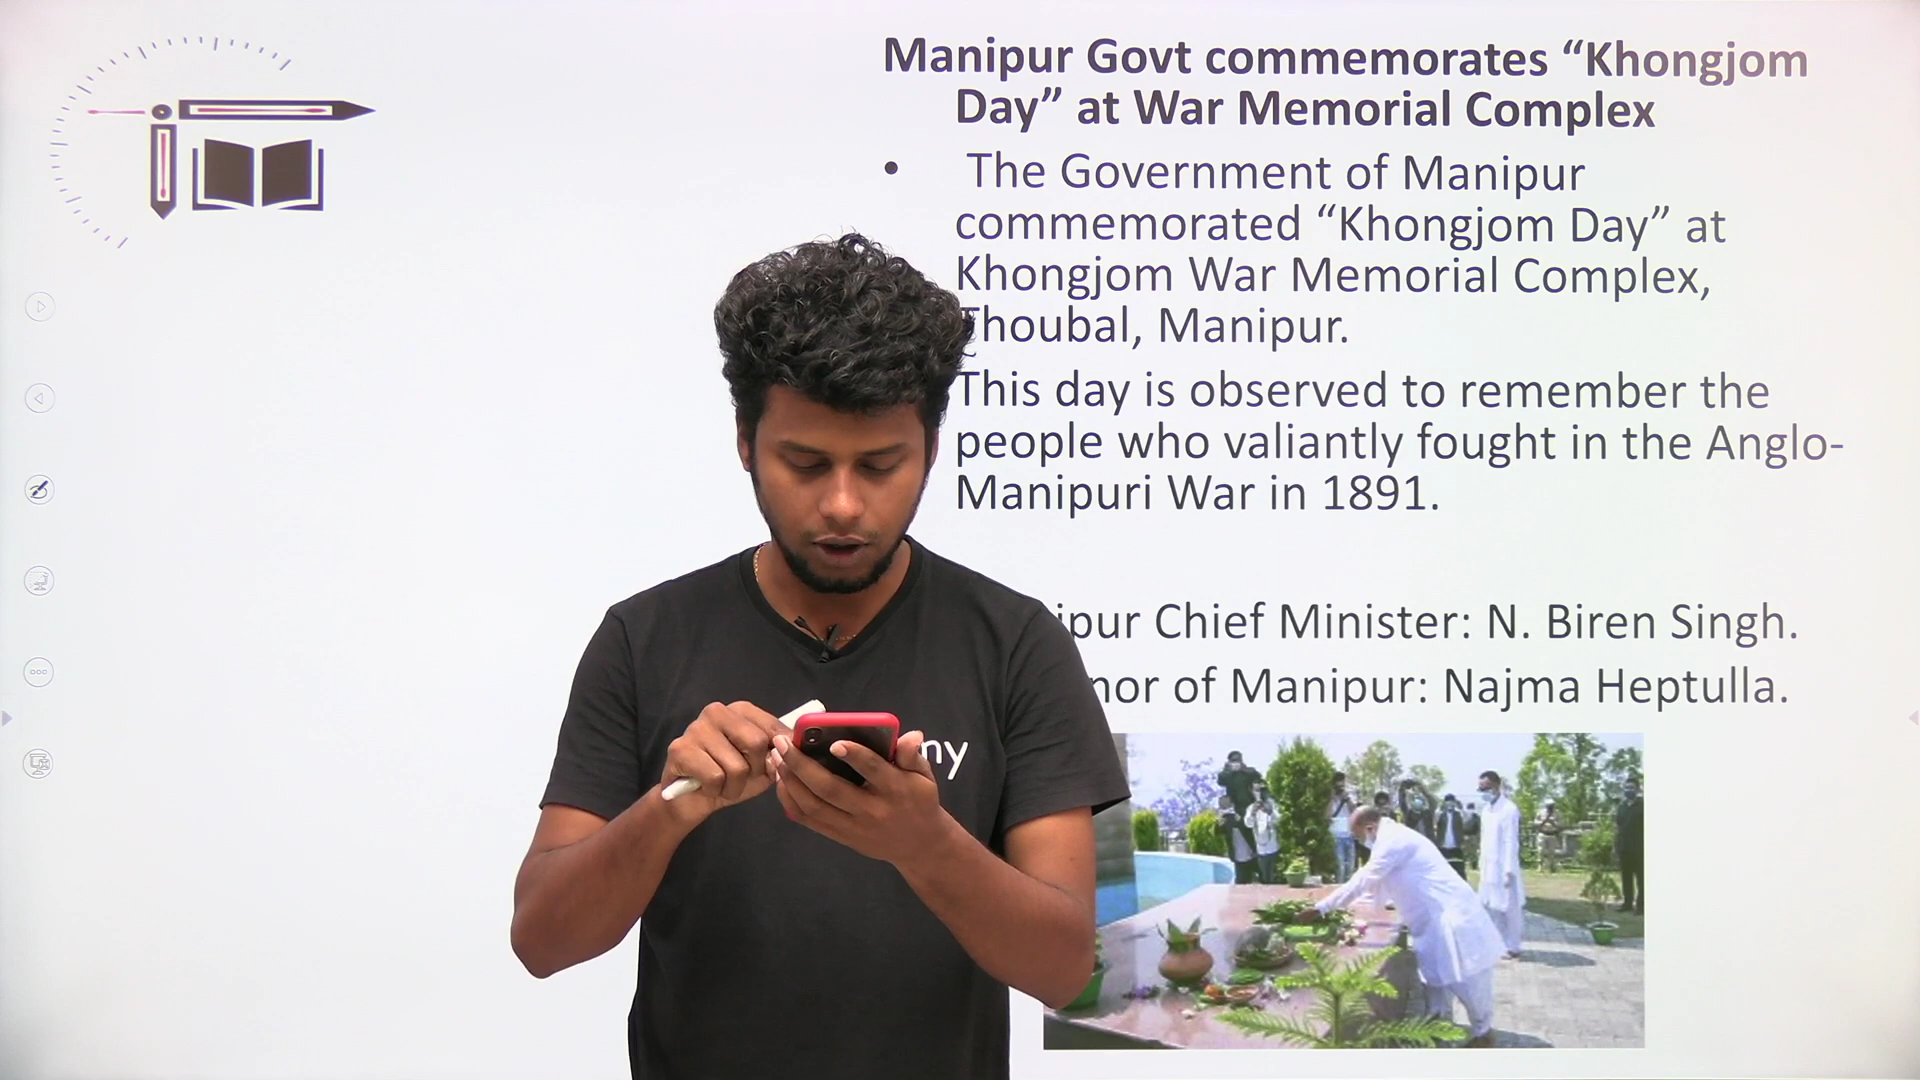 Manipur Govt commemorates “Khongjom
Day” at War Memorial Complex
• The Government of Manipur
commemorated “Khongjom Day” at
Khongjom War Memorial Complex,
Thoubal, Manipur.
This day is observed to remember the
people who valiantly fought in the Anglo-
Manipuri War in 1891.
ipur Chief Minister: N. Biren Singh.
nor of Manipur: Najma Heptulla.
ny